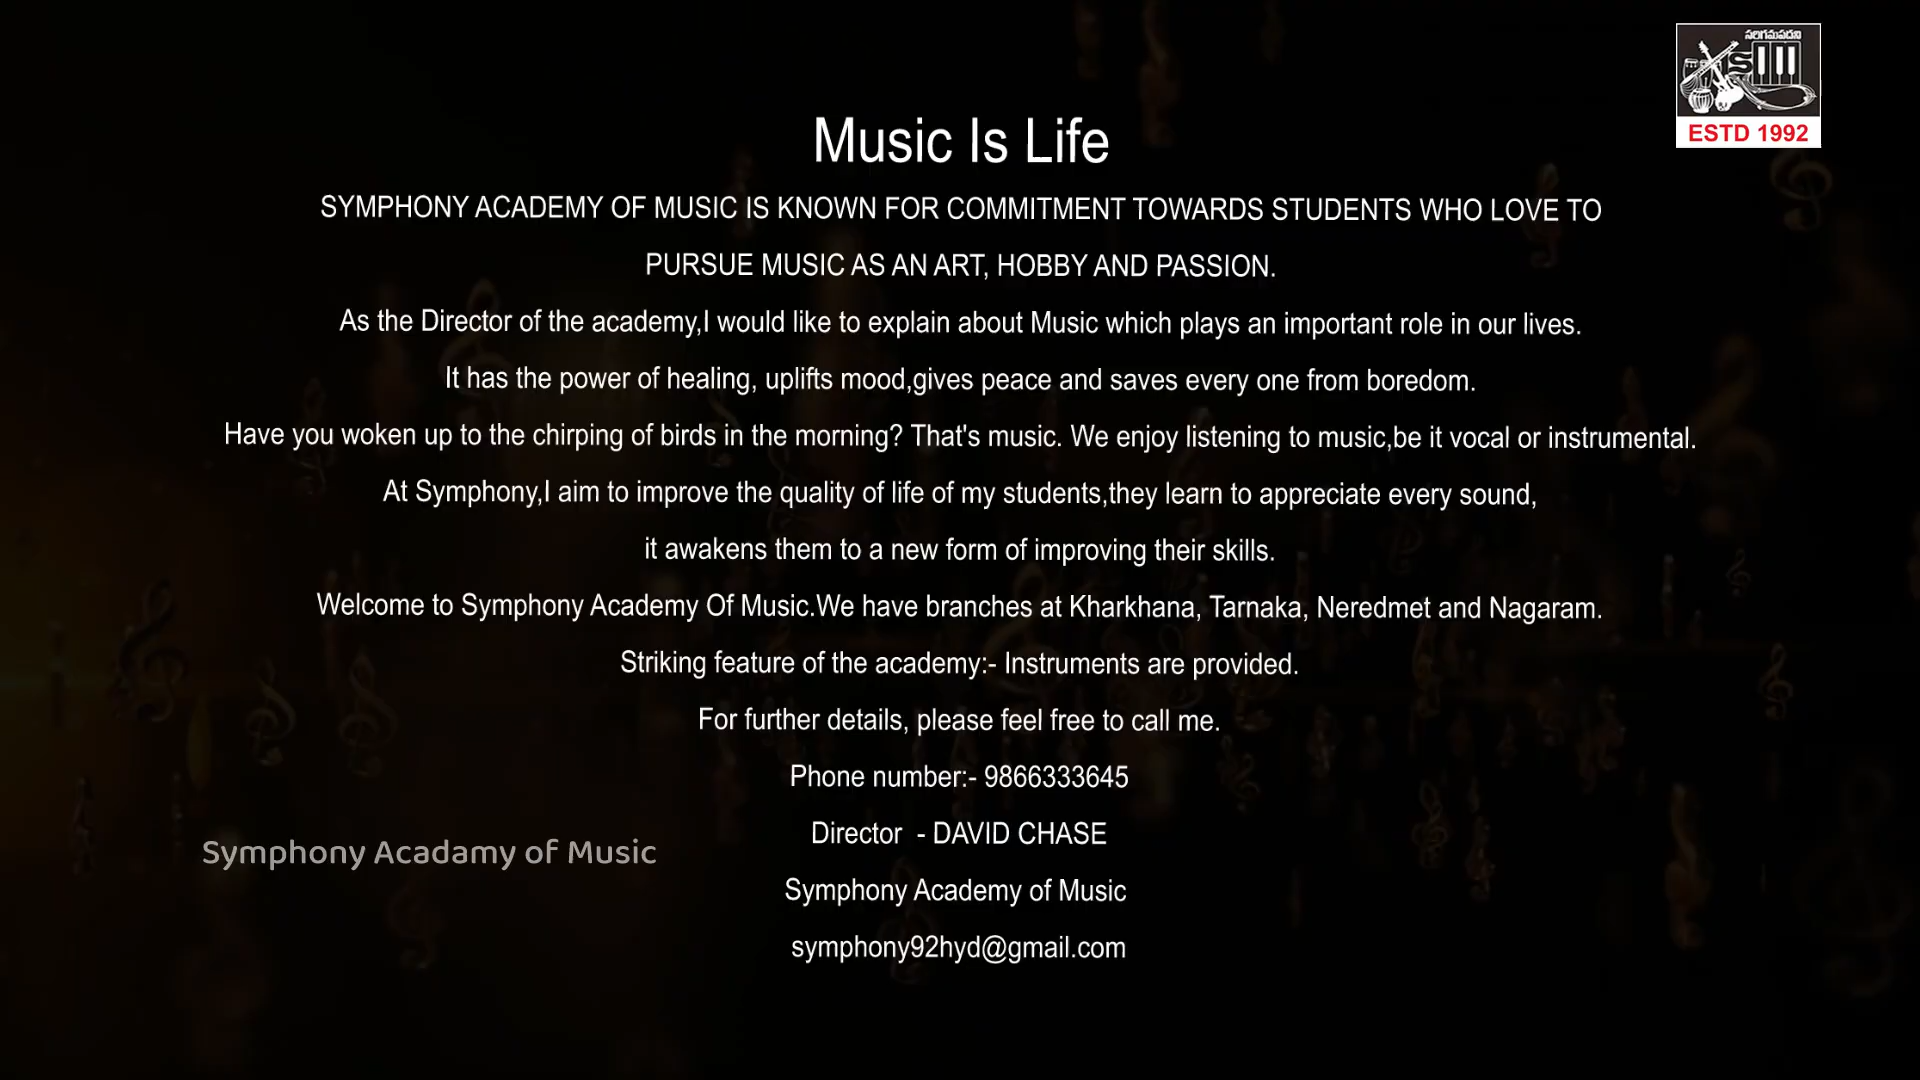 సరిగమపదని
ESTD 1992
Music Is Life
SYMPHONY ACADEMY OF MUSIC IS KNOWN FOR COMMITMENT TOWARDS STUDENTS WHO LOVE TO
PURSUE MUSIC AS AN ART, HOBBY AND PASSION.
As the Director of the academy,I would like to explain about Music which plays an important role in our lives.
It has the power of healing, uplifts mood,gives peace and saves every one from boredom.
Have you woken up to the chirping of birds in the morning? That's music. We enjoy listening to music,be it vocal or instrumental.
At Symphony,I aim to improve the quality of life of my students,they learn to appreciate every sound,
it awakens them to a new form of improving their skills.
Welcome to Symphony Academy Of Music.We have branches at Kharkhana, Tarnaka, Neredmet and Nagaram.
Striking feature of the academy:- Instruments are provided.
For further details, please feel free to call me.
Phone number:- 9866333645
Director - DAVID CHASE
Symphony Acadamy of Music
Symphony Academy of Music
symphony92hyd@gmail.com